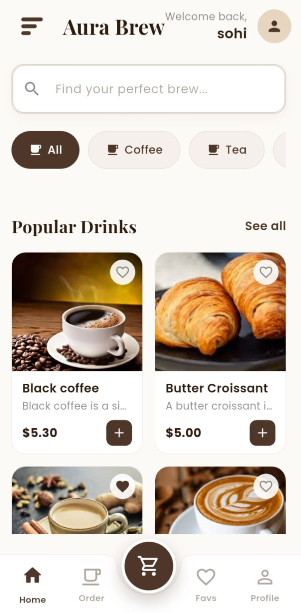 Welcome back,
Aura Brew
sohi
Find your perfect brew...
All
Coffee
Tea
Popular Drinks
See all
Black coffee
Butter Croissant
Black coffee is a si...
A butter croissant i...
$5.30
$5.00
Home
Order
Favs
Profile